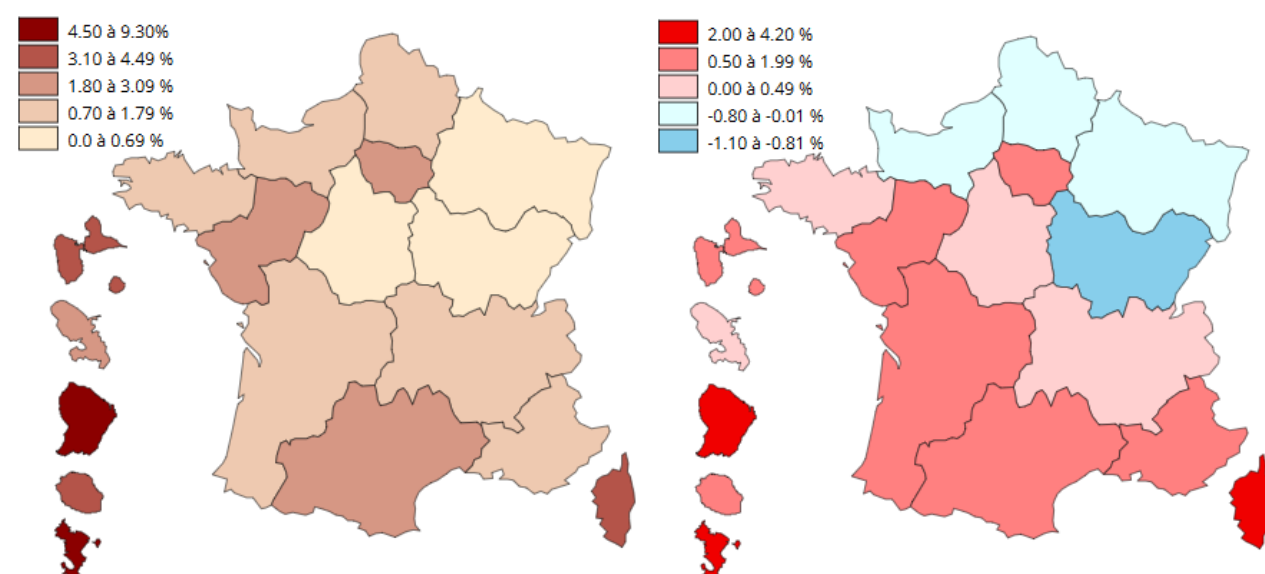 4.50 à 9.30%
3.10 à 4.49 %
1.80 à 3.09 %
0.70 à 1.79 %
0.0 à 0.69 %
2.00 à 4.20 %
0.50 à 1.99 %
0.00 à 0.49 %
-0.80 à -0.01 %
-1.10 à -0.81 %